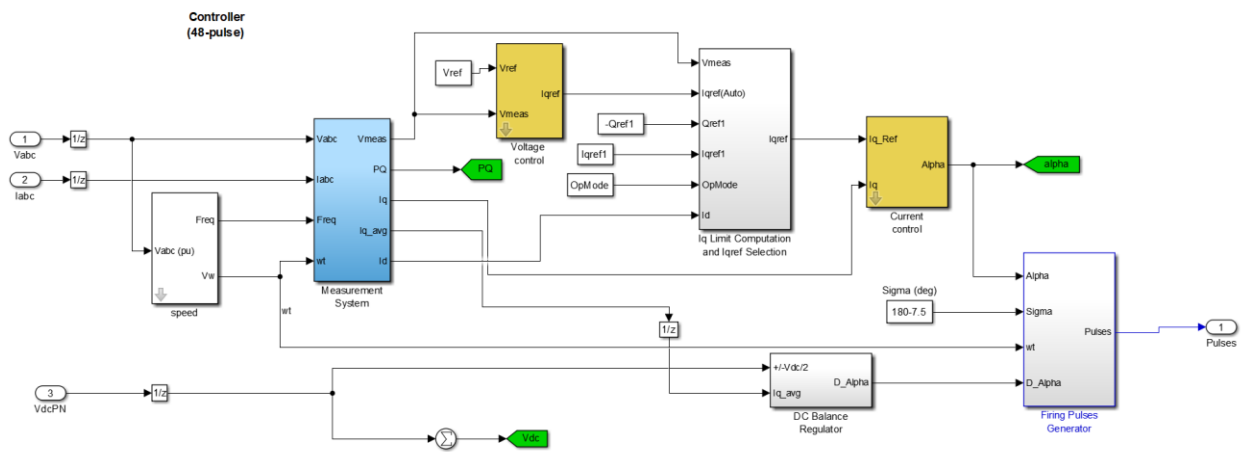 Controller
(48-pulse)
1
Vabc
1/z
2
Iabc
1/z
Vabc (pu)
Freq
Vw
speed
wt
Vabc
Iabc
Freq
wt
Vmeas
PQ
Iq
Iq_avg
Id
Measurement
System
PQ
Vref
Vref
Vmeas
Iqref
Voltage
control
-Qref1
Iqref1
OpMode
Vmeas
Iqref(Auto)
Qref1
Iqref1
OpMode
Id
Iqref
Iq Limit Computation
and Iqref Selection
Iq_Ref
Iq
Alpha
Current
control
alpha
Sigma (deg)
180-7.5
Alpha
Sigma
wt
D_Alpha
Pulses
Firing Pulses
Generator
1
Pulses
1/z
+/-Vdc/2
Iq_avg
D_Alpha
DC Balance
Regulator
3
VdcPN
1/z
Σ
Vdc